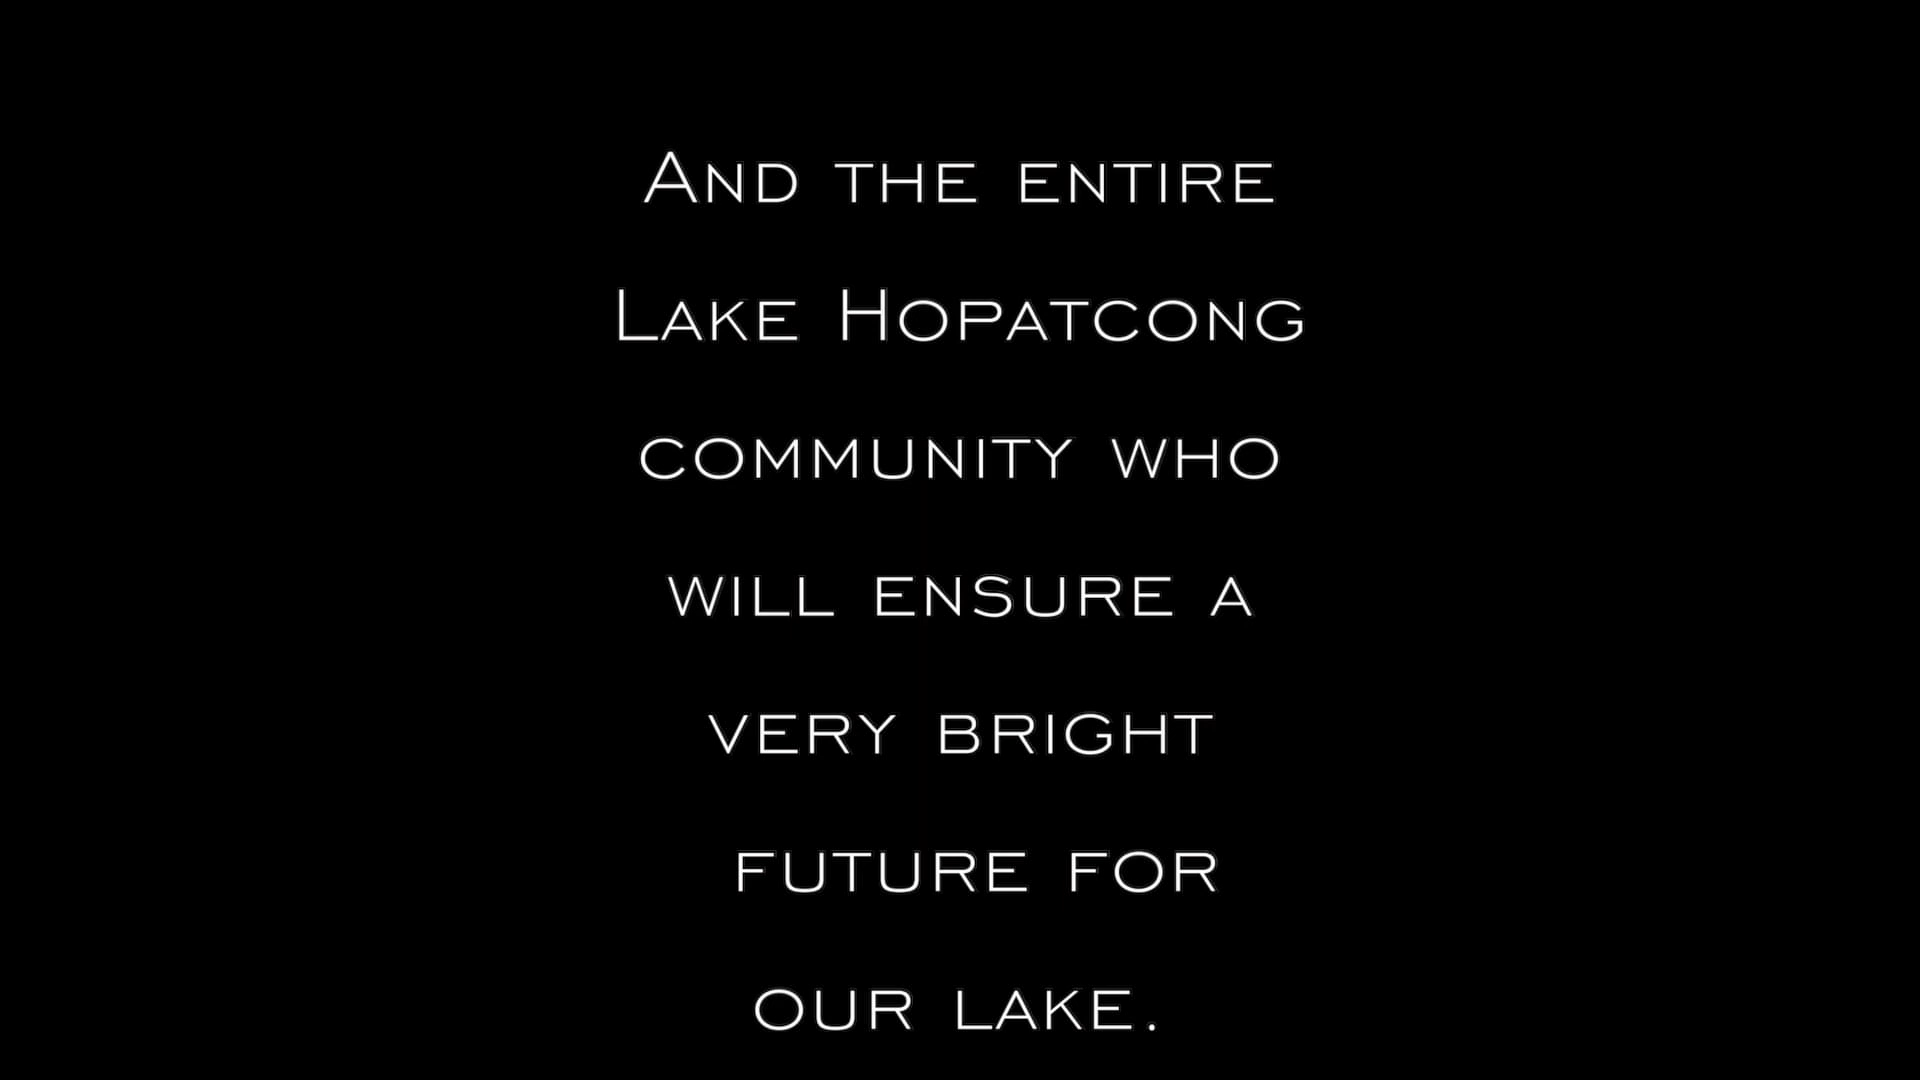 And the entire
Lake Hopatcong
community who
will ensure a
very bright
future for
our lake.